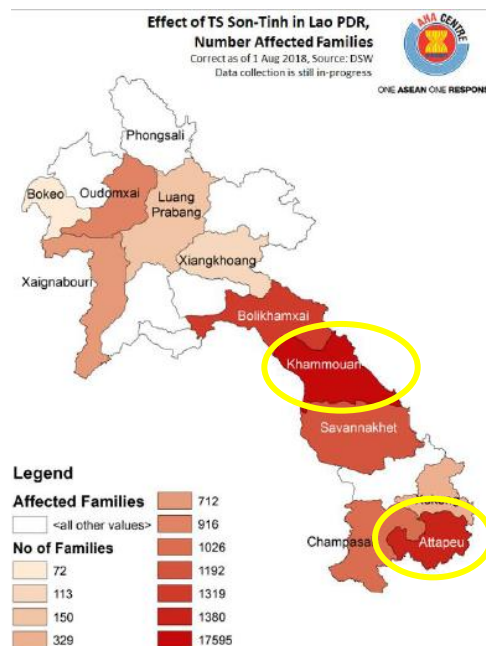 Effect of TS Son-Tinh in Lao PDR,
Number Affected Families
Correct as of 1 Aug 2018, Source: DSW
Data collection is still in-progress
AHA CENTRE
ONE ASEAN ONE RESPONSE
Phongsali
Bokeo
Oudomxai
Luang
Prabang
Xiangkhoang
Xaignabouri
Bolikhamxai
Khammouan
Savannakhet
Champasa
Attapeu
Legend
Affected Families
<all other values>
No of Families
72
113
150
329
712
916
1026
1192
1319
1380
17595